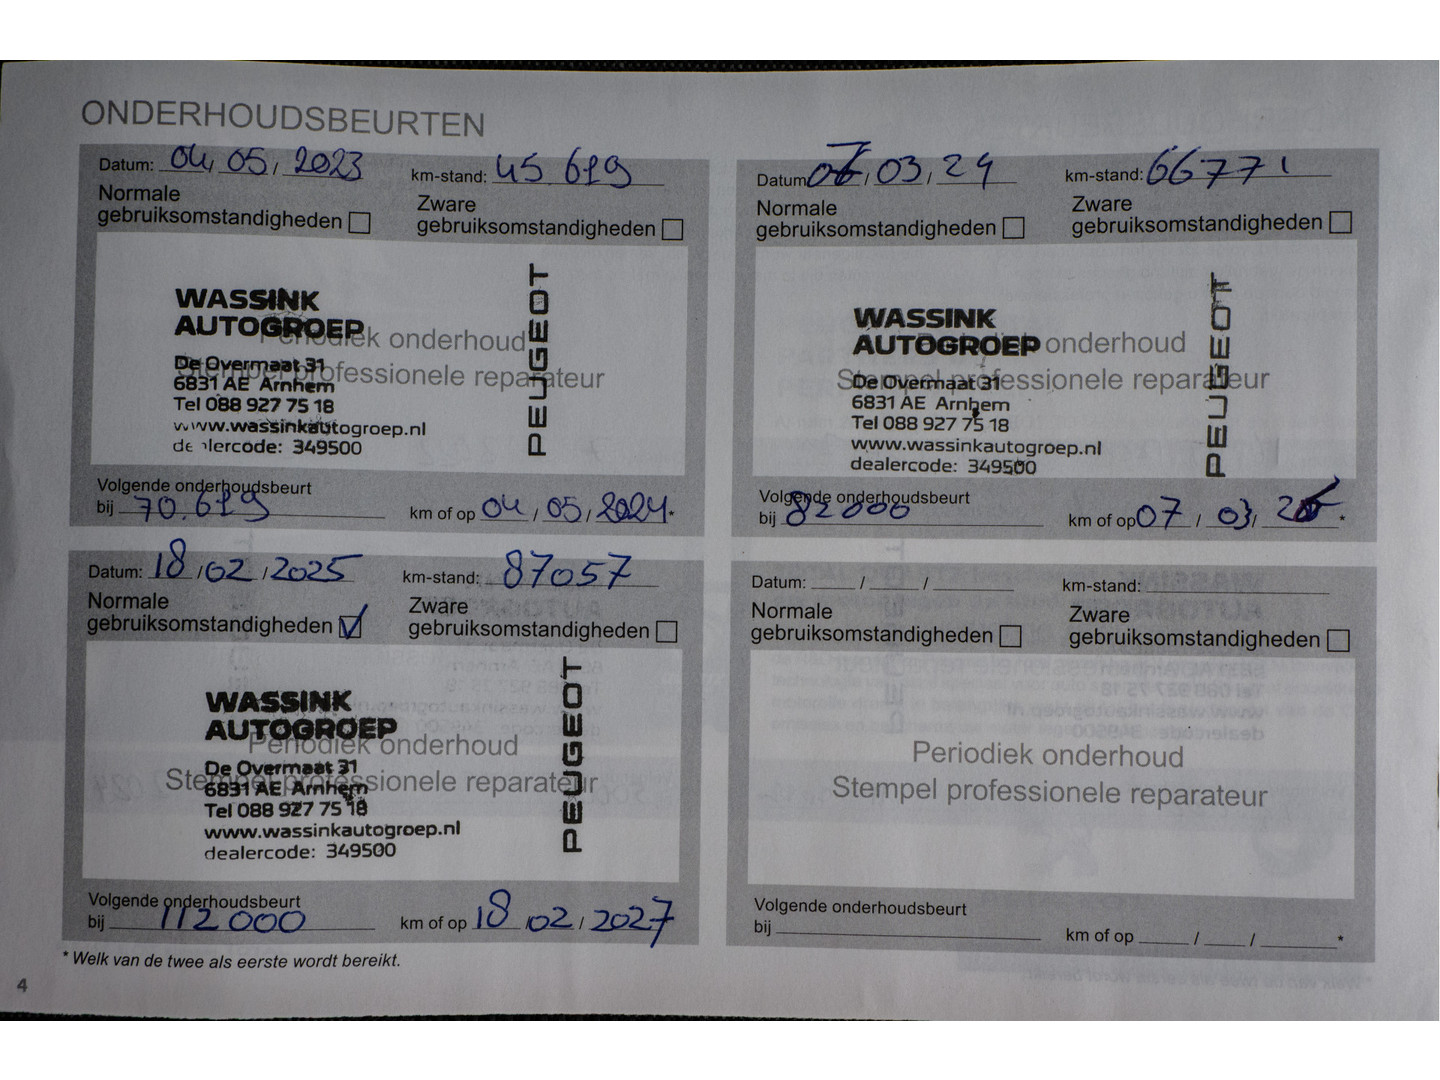 ONDERHOUDSBEURTEN
Datum: 04/05/2023 km-stand: 45 619
Normale gebruiksomstandigheden Zware gebruiksomstandigheden
WASSINK
AUTOGROEP
Periodiek onderhoud
Stempel professionele reparateur
De Overmaat 31
6831 AE Arnhem
Tel 088 927 75 18
www.wassinkautogroep.nl
dealercode: 349500
PEUGEOT
Volgende onderhoudsbeurt
bij 70.619 km of op 04/05/2024*
Datum: /03/24 km-stand: 66771
Normale gebruiksomstandigheden Zware gebruiksomstandigheden
WASSINK
AUTOGROEP
Periodiek onderhoud
Stempel professionele reparateur
De Overmaat 31
6831 AE Arnhem
Tel 088 927 75 18
www.wassinkautogroep.nl
dealercode: 349500
PEUGEOT
Volgende onderhoudsbeurt
bij 82000 km of op 07/03/ *
Datum: 18/02/2025 km-stand: 87057
Normale gebruiksomstandigheden Zware gebruiksomstandigheden
WASSINK
AUTOGROEP
Periodiek onderhoud
Stempel professionele reparateur
De Overmaat 31
6831 AE Arnhem
Tel 088 927 75 18
www.wassinkautogroep.nl
dealercode: 349500
PEUGEOT
Volgende onderhoudsbeurt
bij 112000 km of op 18/02/2027
Datum: / / km-stand:
Normale gebruiksomstandigheden Zware gebruiksomstandigheden
Periodiek onderhoud
Stempel professionele reparateur
Volgende onderhoudsbeurt
bij km of op / / *
* Welk van de twee als eerste wordt bereikt.
4